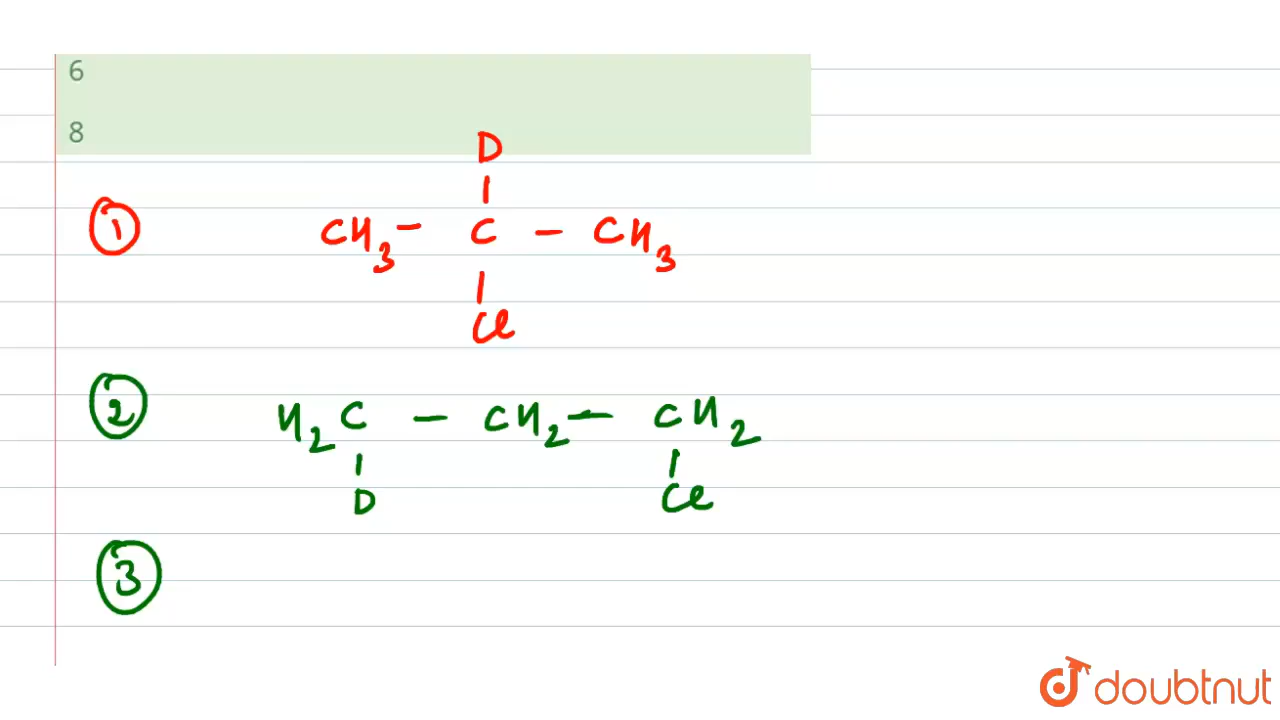 6
8
D
① CH₃ - C - CH₃
Cl
② H₂C - CH₂ - CH₂
D Cl
③
doubtnut